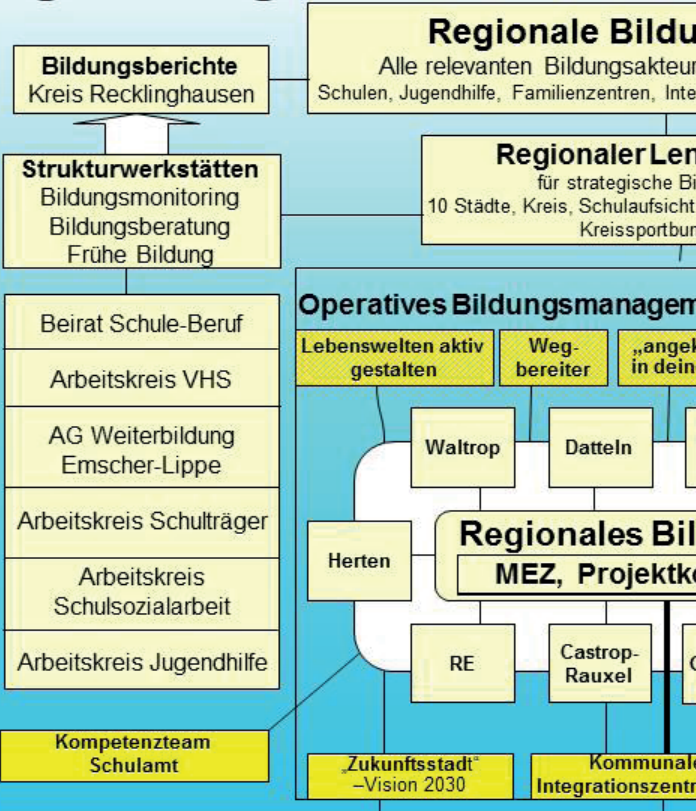 Bildungsberichte
Kreis Recklinghausen
Regionale Bildu
Alle relevanten Bildungsakteur
Schulen, Jugendhilfe, Familienzentren, Inte
Strukturwerkstätten
Bildungsmonitoring
Bildungsberatung
Frühe Bildung
Regionaler Len
für strategische Bi
10 Städte, Kreis, Schulaufsicht
Kreissportbun
Beirat Schule-Beruf
Arbeitskreis VHS
AG Weiterbildung
Emscher-Lippe
Arbeitskreis Schulträger
Arbeitskreis
Schulsozialarbeit
Arbeitskreis Jugendhilfe
Kompetenzteam
Schulamt
Operatives Bildungsmanagem
Lebenswelten aktiv
gestalten
Weg-
bereiter
„angek
in dein
Waltrop
Datteln
Herten
Regionales Bil
MEZ, Projektk
RE
Castrop-
Rauxel
„Zukunftsstadt“
–Vision 2030
Kommunale
Integrationszentr